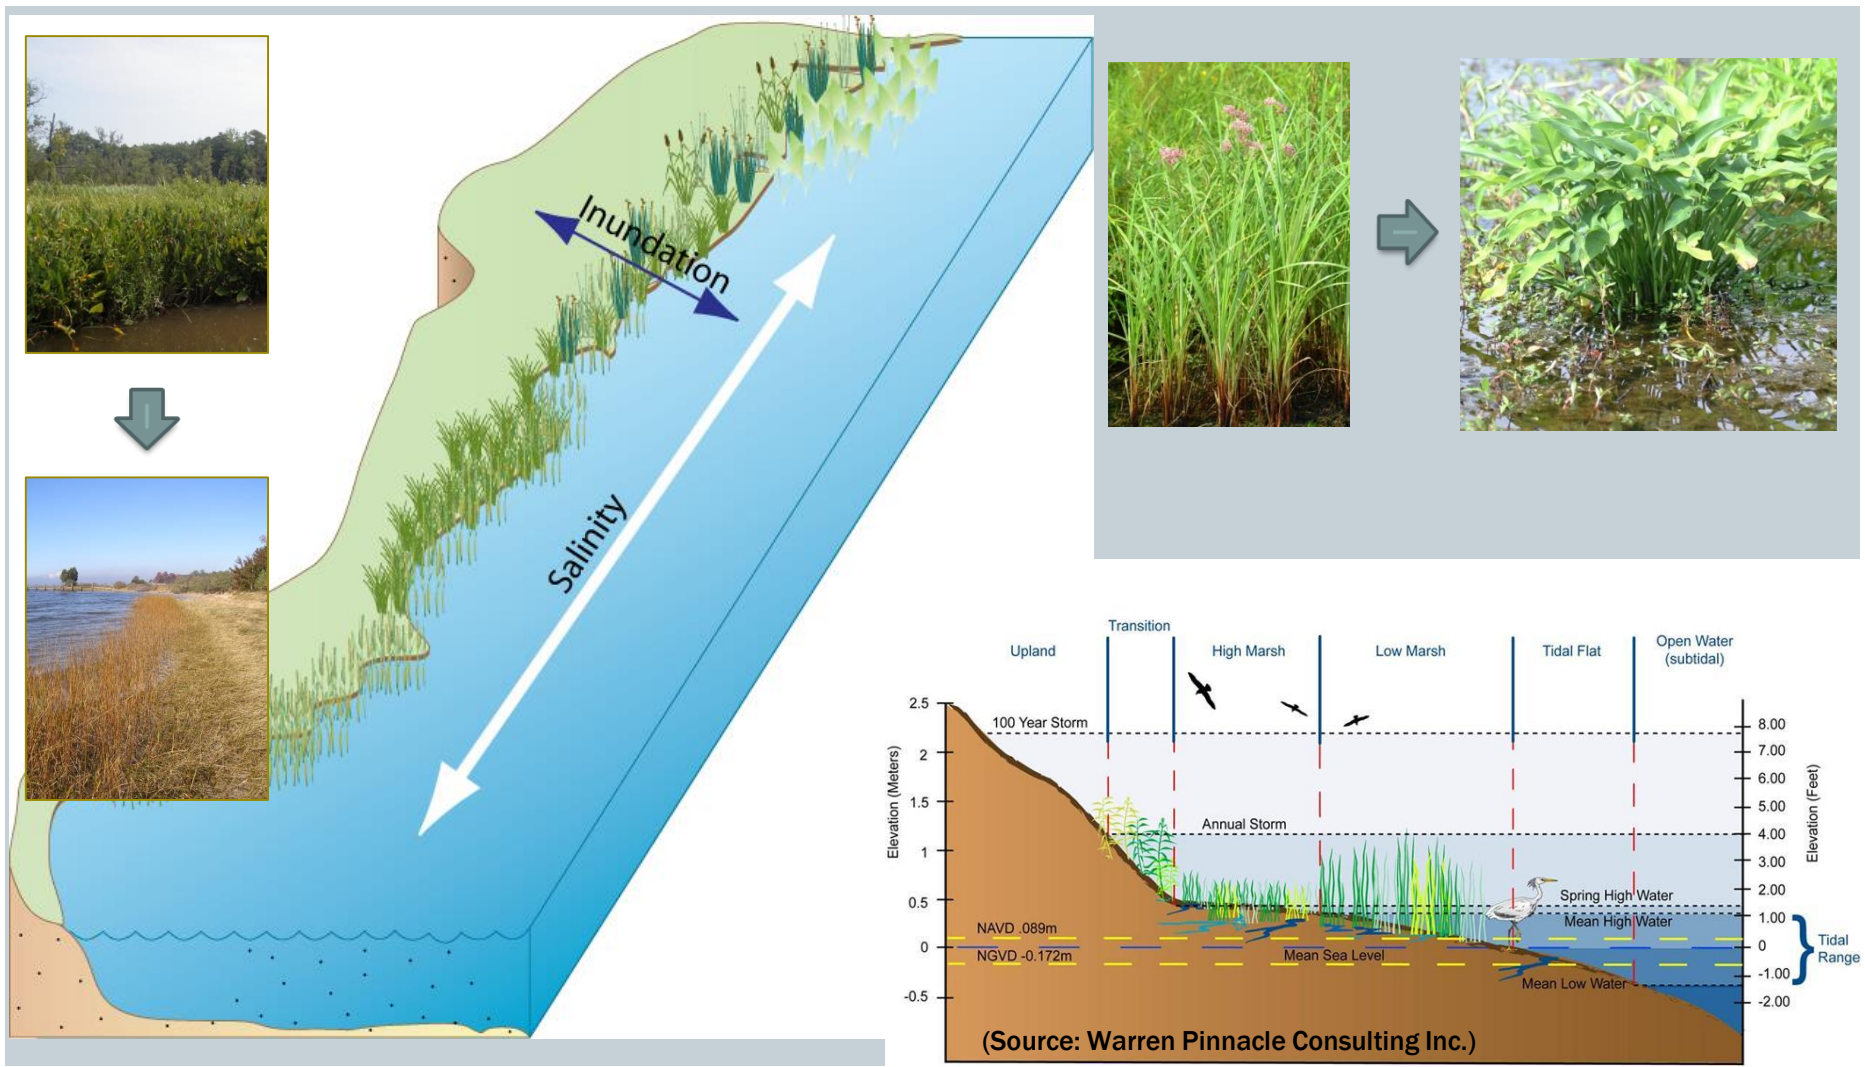 Inundation
Salinity
Transition
Upland
High Marsh
Low Marsh
Tidal Flat
Open Water
(subtidal)
2.5
2
1.5
1
0.5
0
-0.5
Elevation (Meters)
100 Year Storm
Annual Storm
Spring High Water
Mean High Water
NAVD .089m
NGVD -0.172m
Mean Sea Level
Mean Low Water
8.00
7.00
6.00
5.00
4.00
3.00
2.00
1.00
0
-1.00
-2.00
Elevation (Feet)
Tidal
Range
(Source: Warren Pinnacle Consulting Inc.)